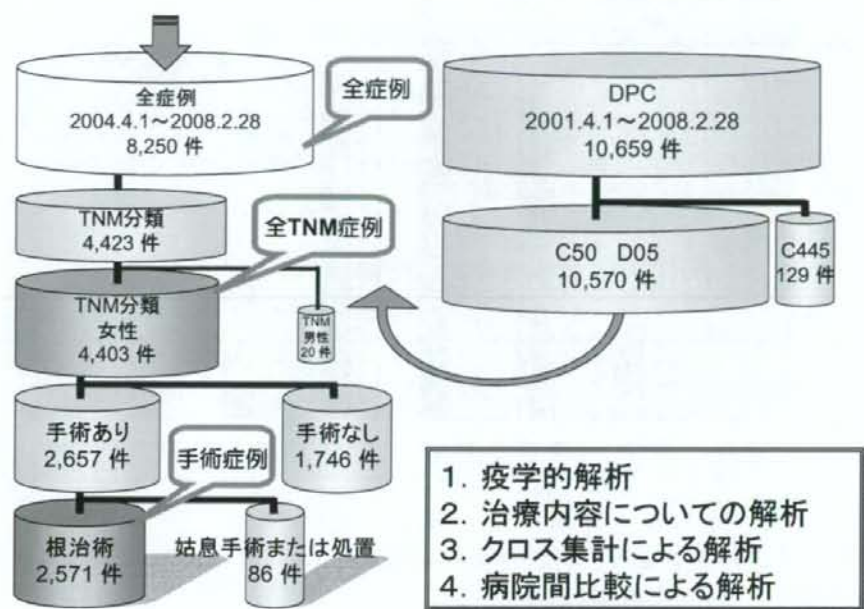 全症例
2004.4.1～2008.2.28
8,250 件
全症例
TNM分類
4,423 件
全TNM症例
TNM分類
女性
4,403 件
TNM
男性
20 件
手術あり
2,657 件
手術なし
1,746 件
手術症例
根治術
2,571 件
姑息手術または処置
86 件
DPC
2001.4.1～2008.2.28
10,659 件
C50 D05
10,570 件
C445
129 件
1. 疫学的解析
2. 治療内容についての解析
3. クロス集計による解析
4. 病院間比較による解析